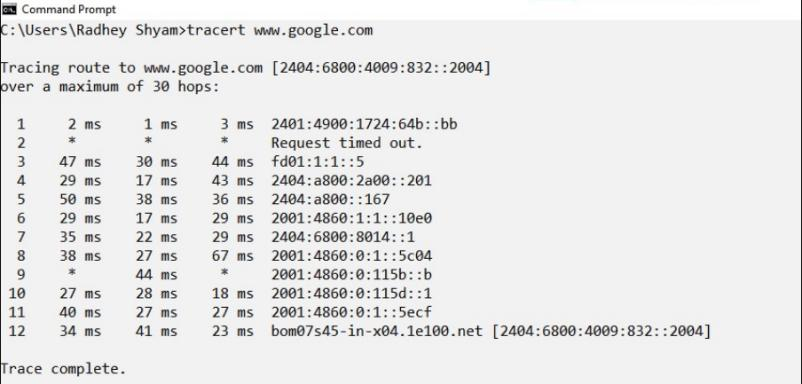 Command Prompt
C:\Users\Radhey Shyam>tracert www.google.com
Tracing route to www.google.com [2404:6800:4009:832::2004]
over a maximum of 30 hops:
1 2 ms 1 ms 3 ms 2401:4900:1724:64b::bb
2 * * * Request timed out.
3 47 ms 30 ms 44 ms fd01:1:1::5
4 29 ms 17 ms 43 ms 2404:a800:2a00::201
5 50 ms 38 ms 36 ms 2404:a800::167
6 29 ms 17 ms 29 ms 2001:4860:1:1::10e0
7 35 ms 22 ms 29 ms 2404:6800:8014::1
8 38 ms 27 ms 67 ms 2001:4860:0:1::5c04
9 * 44 ms * 2001:4860:0:115b::b
10 27 ms 28 ms 18 ms 2001:4860:0:115d::1
11 40 ms 27 ms 27 ms 2001:4860:0:1::5ecf
12 34 ms 41 ms 23 ms bom07s45-in-x04.1e100.net [2404:6800:4009:832::2004]
Trace complete.